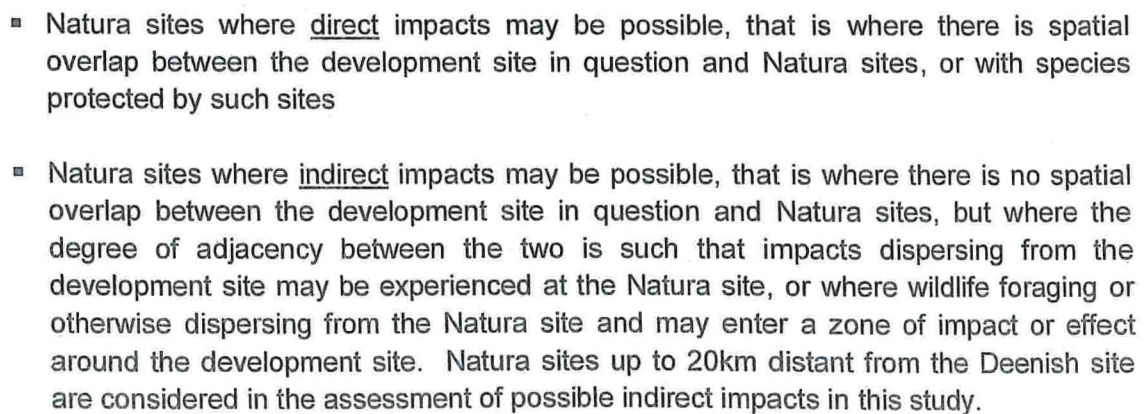 ▪ Natura sites where direct impacts may be possible, that is where there is spatial
overlap between the development site in question and Natura sites, or with species
protected by such sites
▪ Natura sites where indirect impacts may be possible, that is where there is no spatial
overlap between the development site in question and Natura sites, but where the
degree of adjacency between the two is such that impacts dispersing from the
development site may be experienced at the Natura site, or where wildlife foraging or
otherwise dispersing from the Natura site and may enter a zone of impact or effect
around the development site. Natura sites up to 20km distant from the Deenish site
are considered in the assessment of possible indirect impacts in this study.